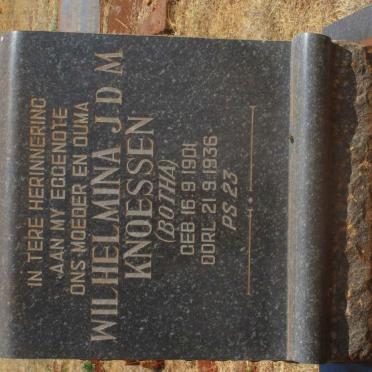 IN TERE HERINNERING
AAN MY EGGENOTE
ONS MOEDER EN OUMA
WILHELMINA J D M
KNOESSEN
(BOTHA)
GEB 16.9.1901
OORL 21.9.1936
PS 23